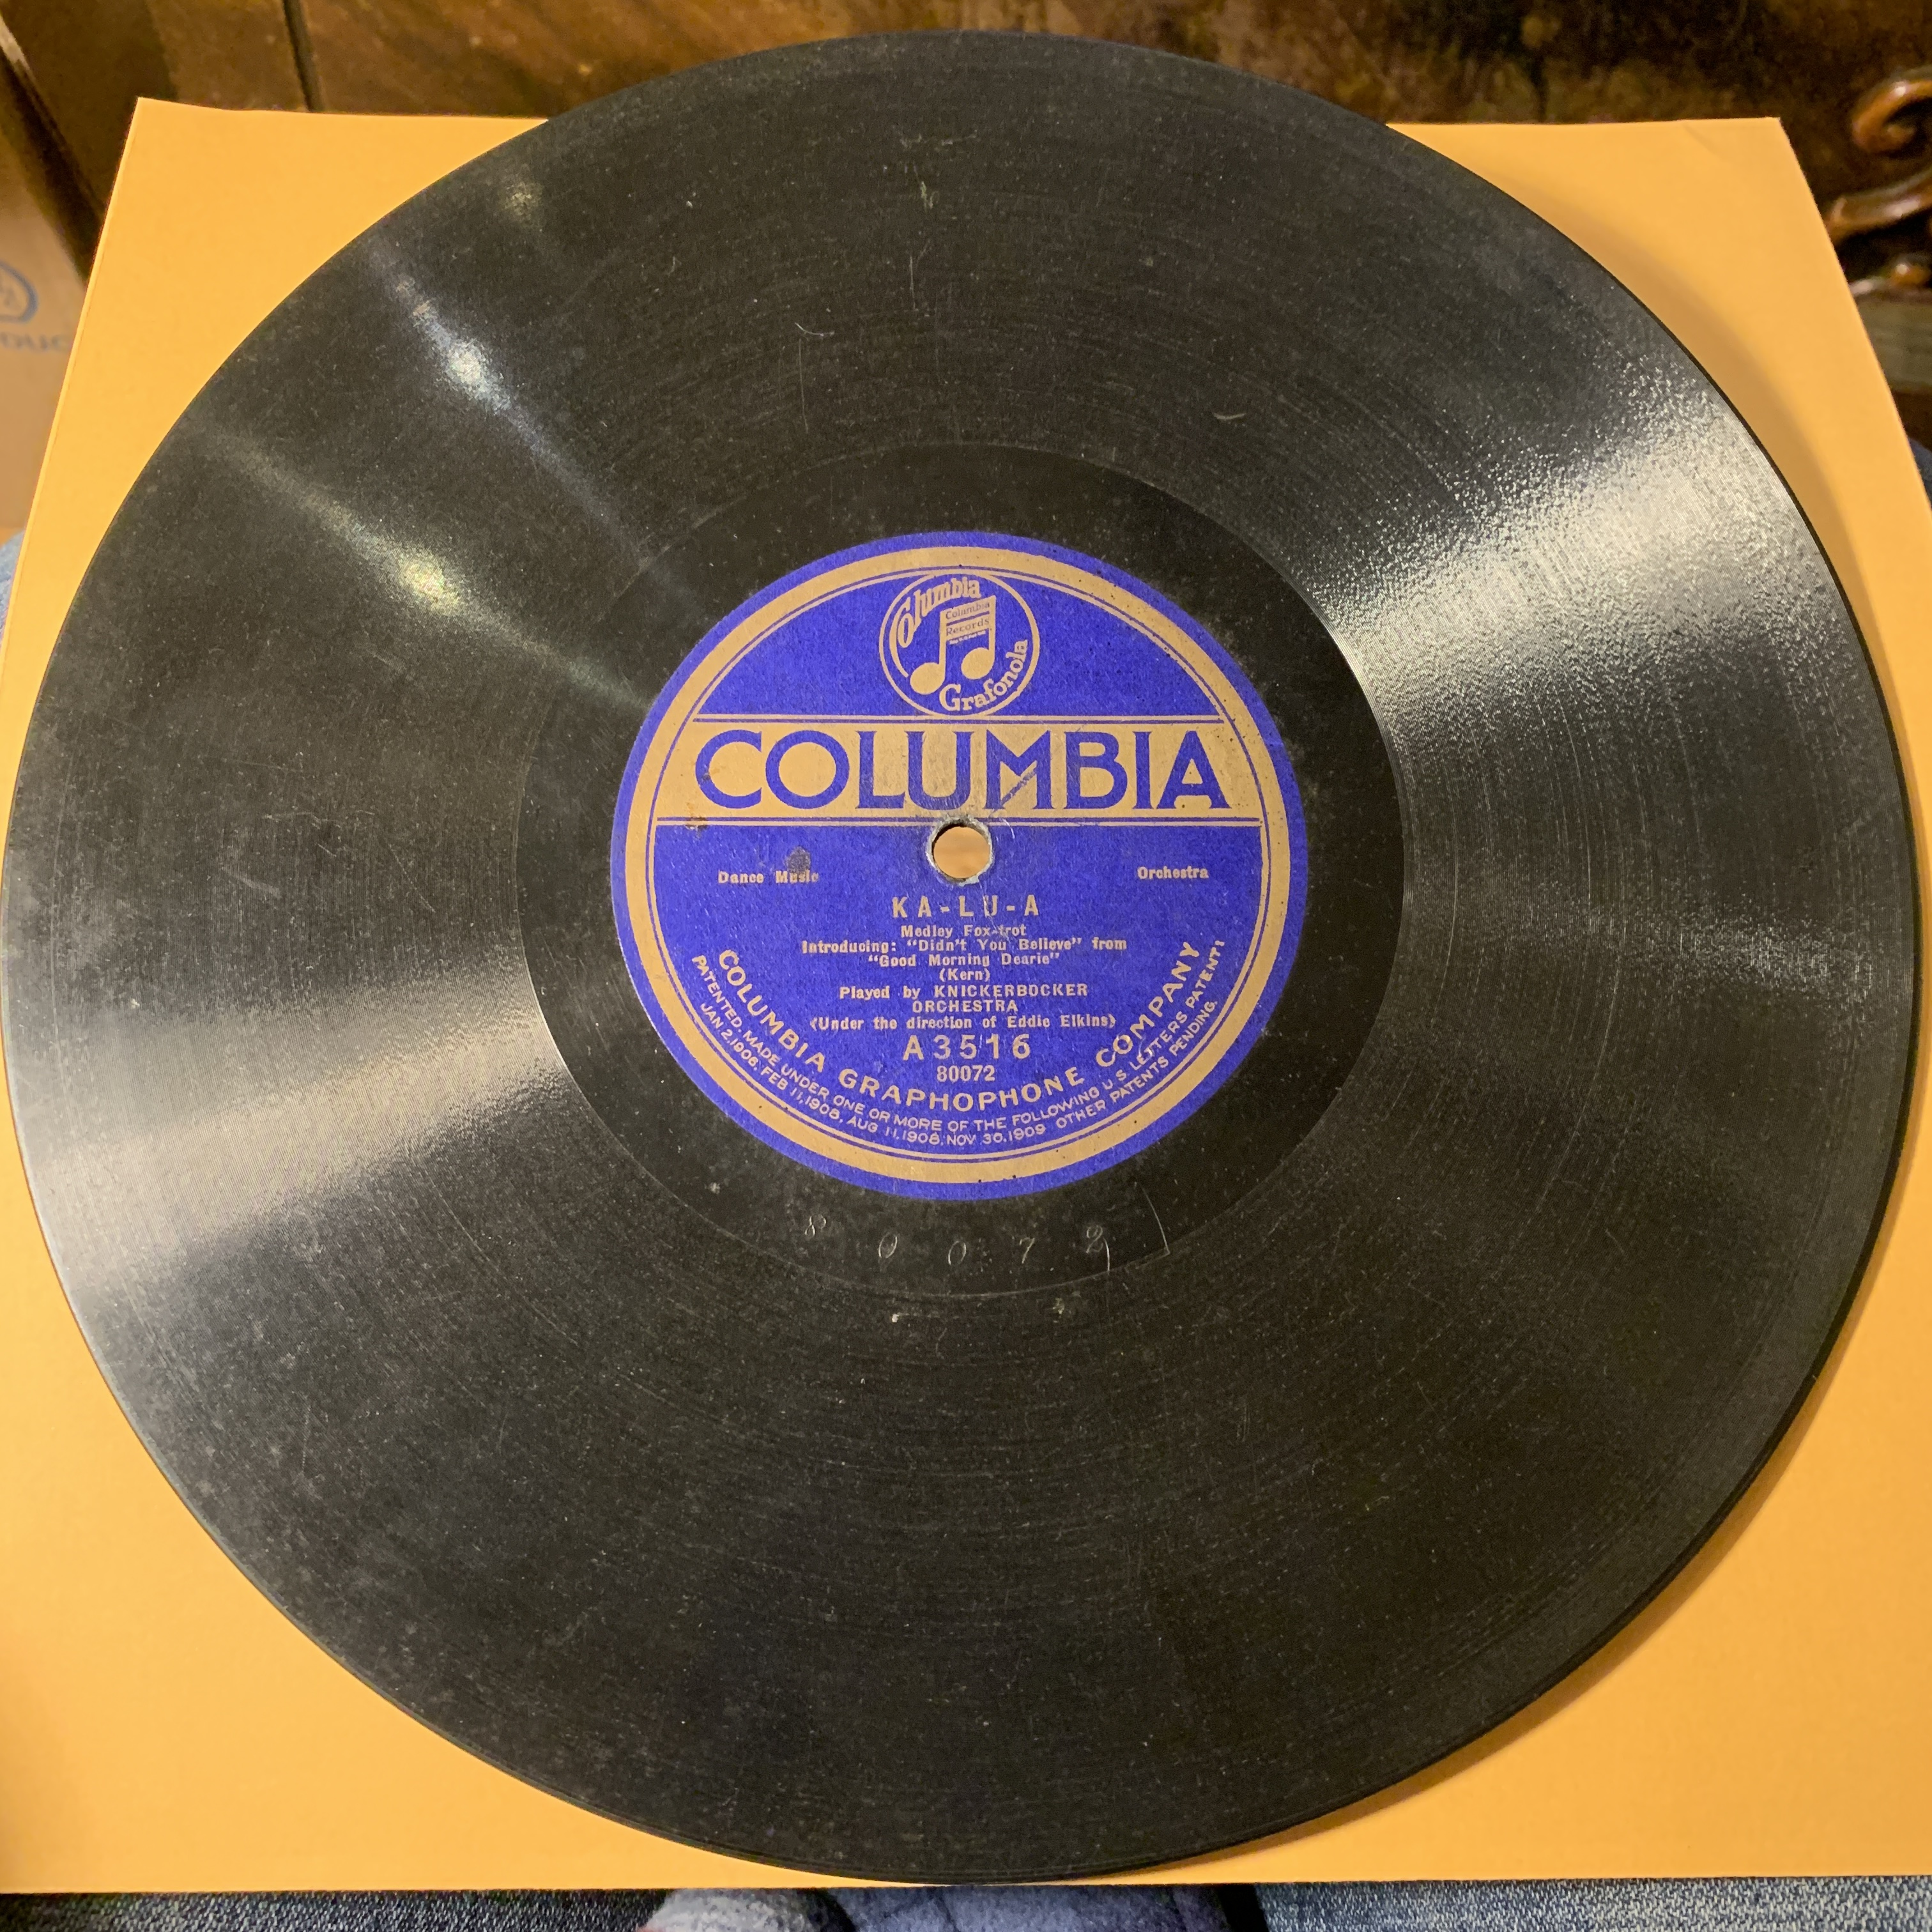 Columbia
Columbia
Records
Grafonola
COLUMBIA
Dance Music Orchestra
KA-LU-A
Medley Fox-trot
Introducing: "Didn't You Believe" from
"Good Morning Dearie"
(Kern)
Played by KNICKERBOCKER
ORCHESTRA
(Under the direction of Eddie Elkins)
A3516
80072
COLUMBIA GRAPHOPHONE COMPANY
PATENTED. MADE UNDER ONE OR MORE OF THE FOLLOWING U.S. LETTERS PATENT:
JAN 2,1906, FEB 11,1908, AUG 11,1908, NOV 30,1909 OTHER PATENTS PENDING.
80072